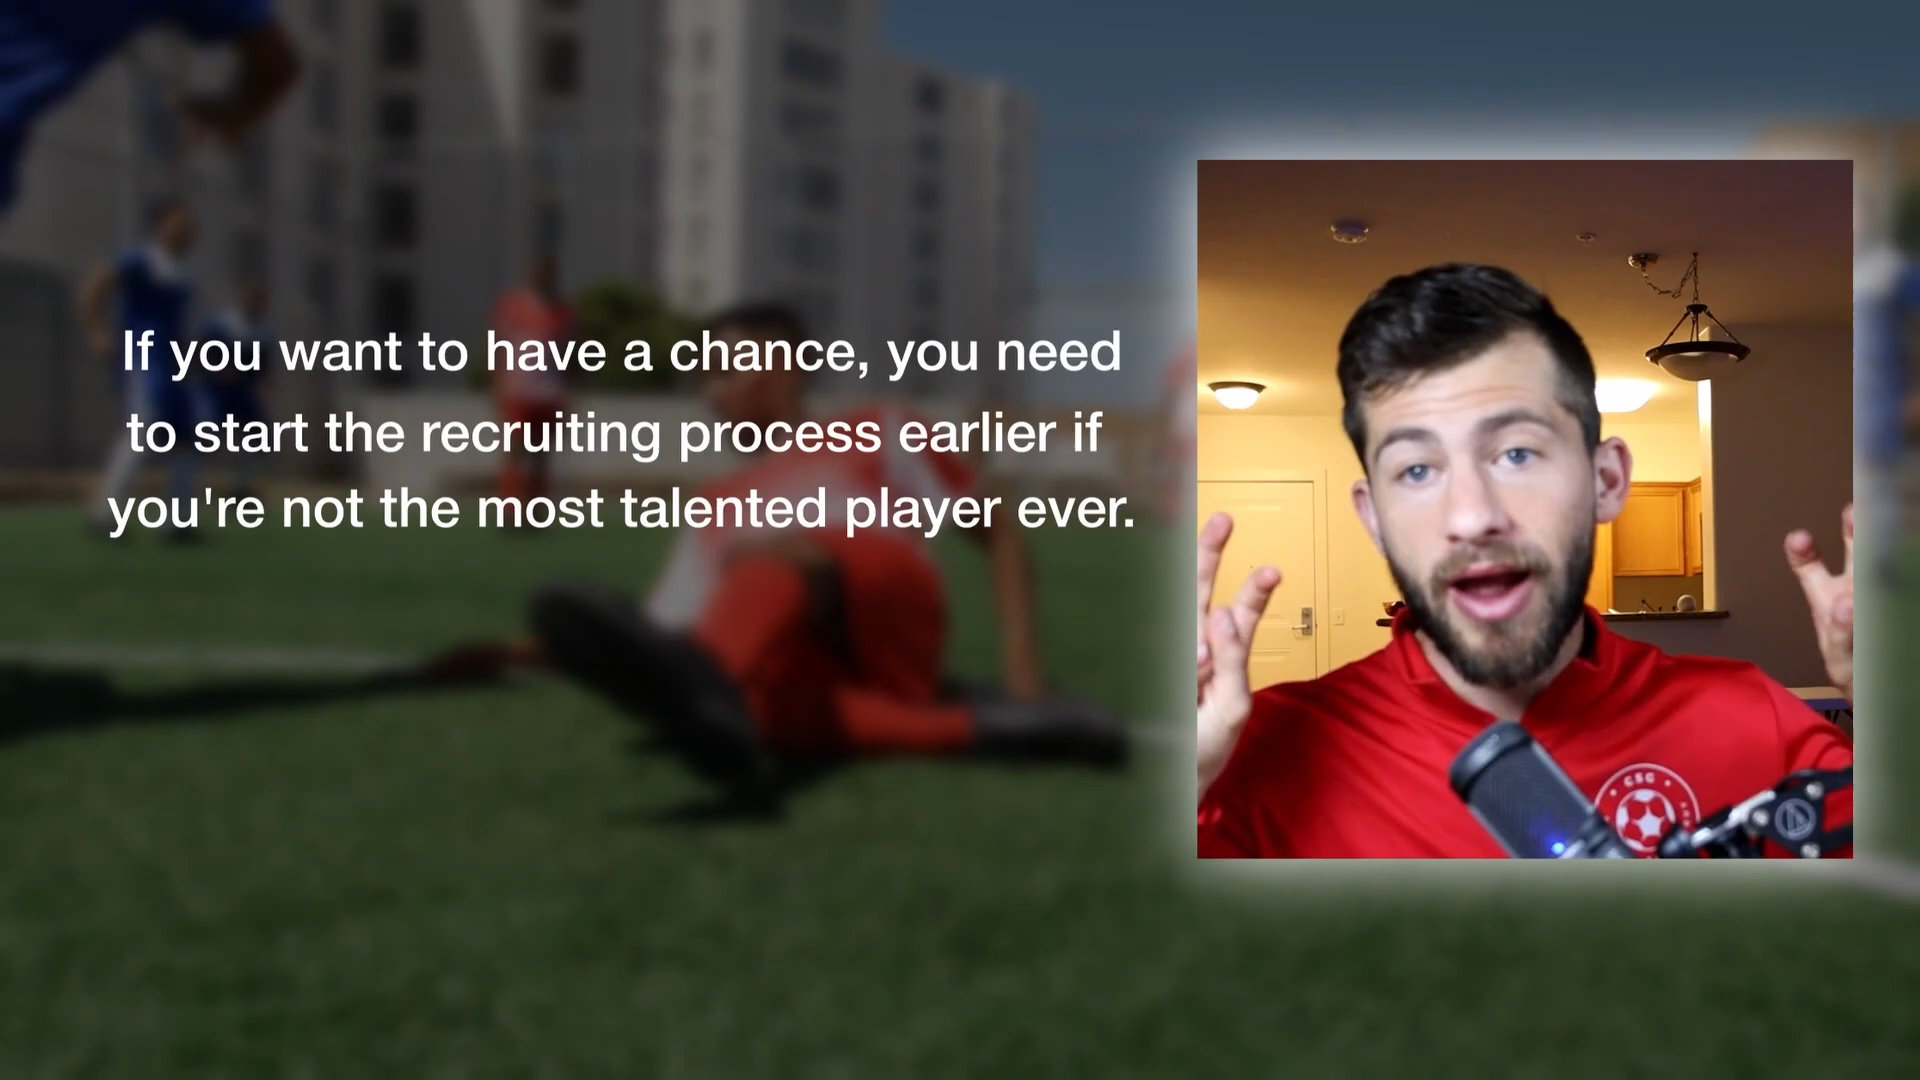 If you want to have a chance, you need
to start the recruiting process earlier if
you're not the most talented player ever.
CSG